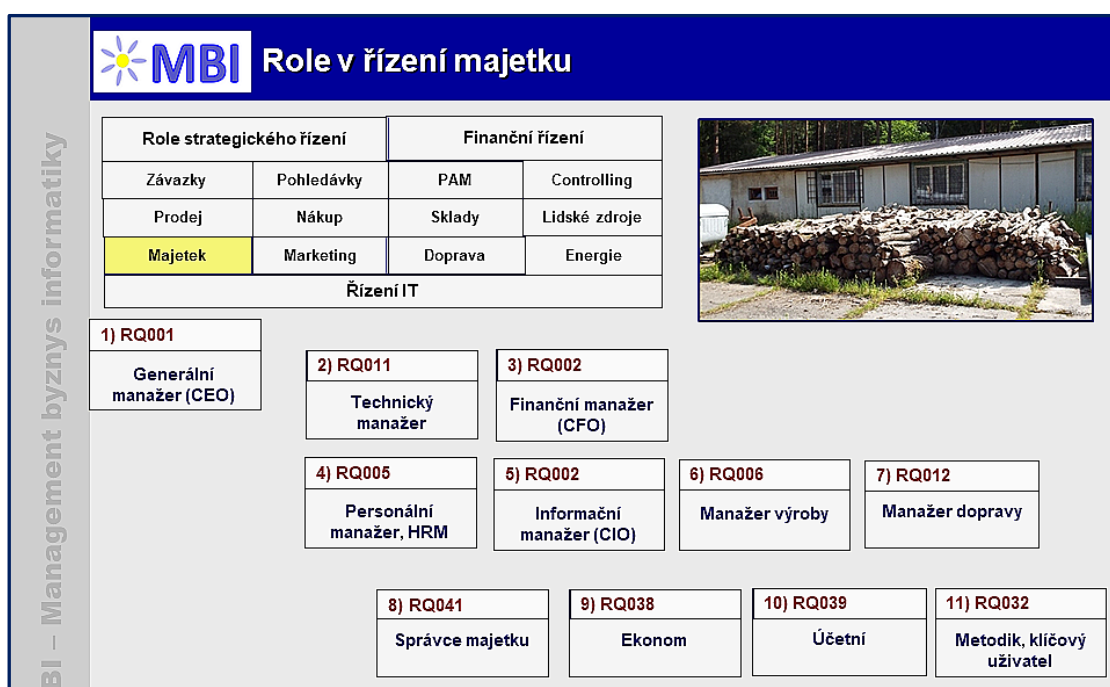 MBI
Role v řízení majetku
BI – Management byznys informatiky
Role strategického řízení
Finanční řízení
Závazky
Pohledávky
PAM
Controlling
Prodej
Nákup
Sklady
Lidské zdroje
Majetek
Marketing
Doprava
Energie
Řízení IT
1) RQ001
Generální
manažer (CEO)
2) RQ011
Technický
manažer
3) RQ002
Finanční manažer
(CFO)
4) RQ005
Personální
manažer, HRM
5) RQ002
Informační
manažer (CIO)
6) RQ006
Manažer výroby
7) RQ012
Manažer dopravy
8) RQ041
Správce majetku
9) RQ038
Ekonom
10) RQ039
Účetní
11) RQ032
Metodik, klíčový
uživatel